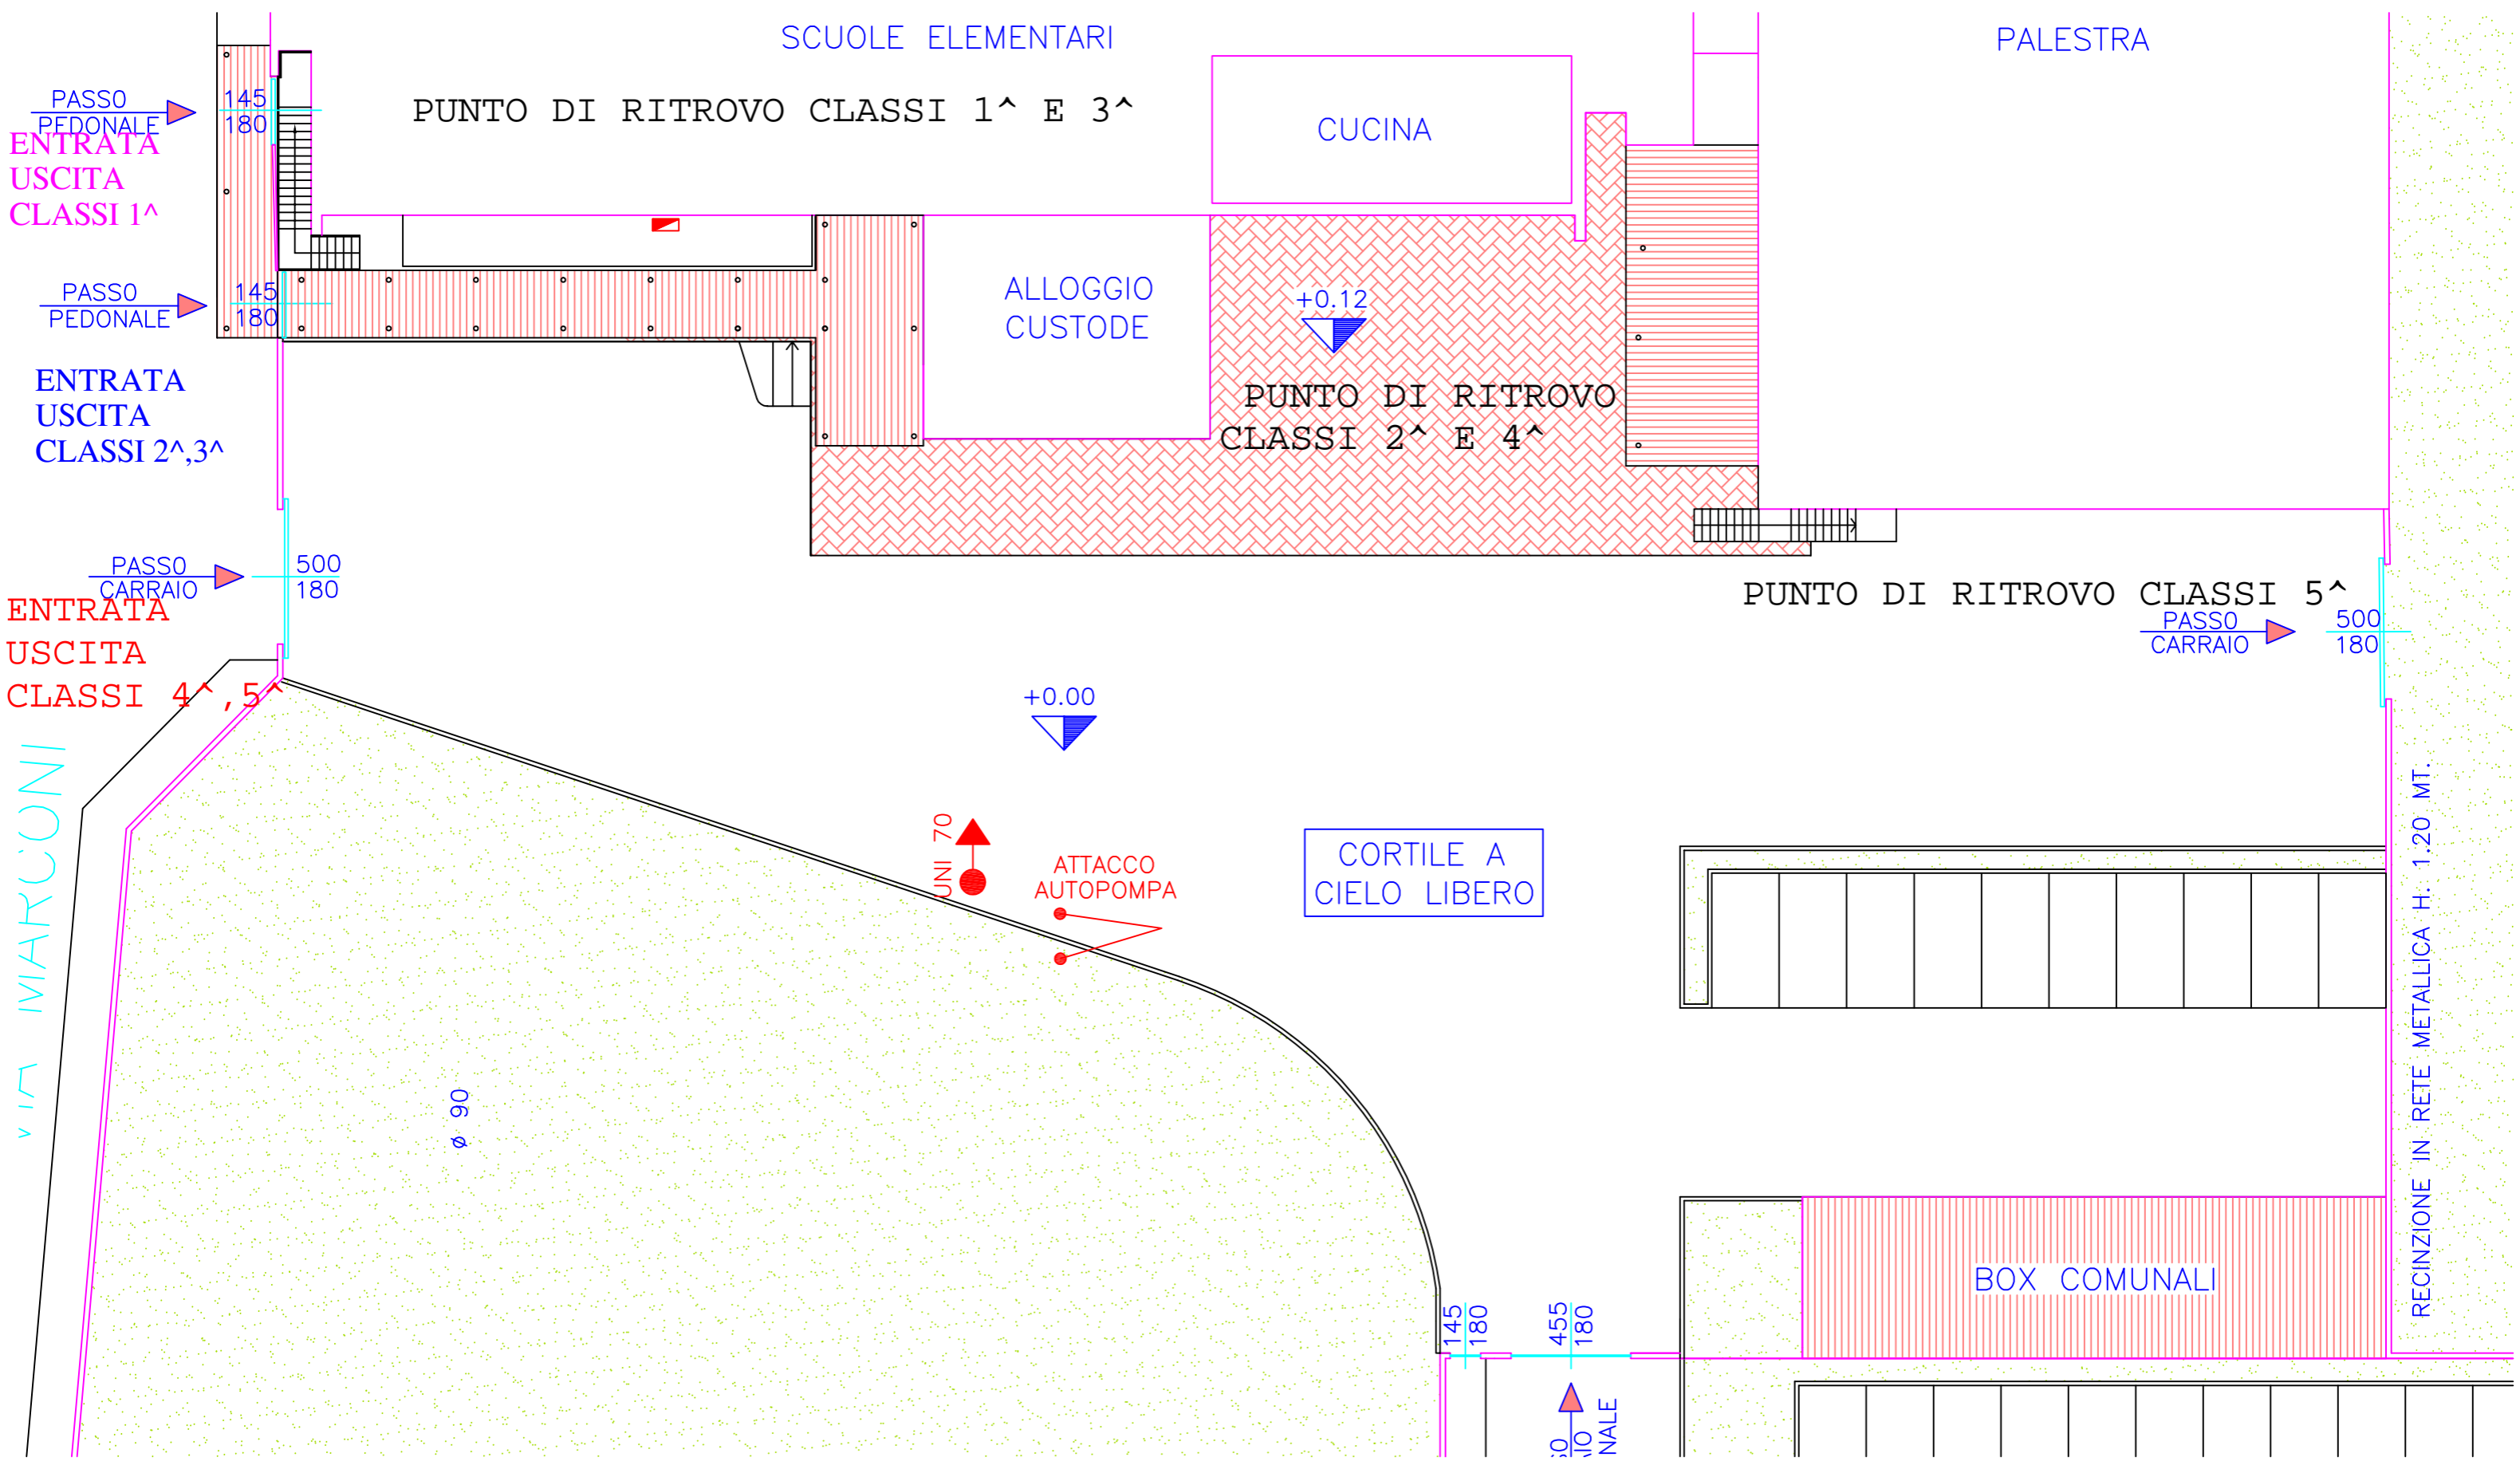 SCUOLE ELEMENTARI
PALESTRA
PUNTO DI RITROVO CLASSI 1^ E 3^
CUCINA
PASSO
PEDONALE
145
180
ENTRATA
USCITA
CLASSI 1^
PASSO
PEDONALE
145
180
ALLOGGIO
CUSTODE
+0.12
ENTRATA
USCITA
CLASSI 2^,3^
PUNTO DI RITROVO
CLASSI 2^ E 4^
PASSO
CARRAIO
500
180
ENTRATA
USCITA
CLASSI 4^,5^
PUNTO DI RITROVO CLASSI 5^
PASSO
CARRAIO
500
180
+0.00
MARCONI
UNI 70
ATTACCO
AUTOPOMPA
CORTILE A
CIELO LIBERO
RECINZIONE IN RETE METALLICA H. 1.20 MT.
ø 90
BOX COMUNALI
145
180
455
180